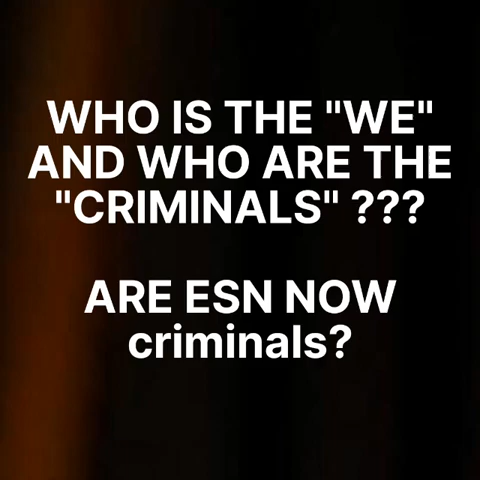 WHO IS THE "WE"
AND WHO ARE THE
"CRIMINALS" ???
ARE ESN NOW
criminals?